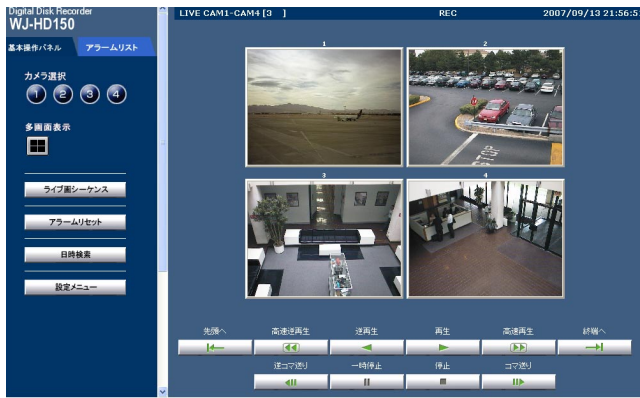 Digital Disk Recorder
WJ-HD150
LIVE CAM1-CAM4 [3 ]
REC
2007/09/13 21:56:5
基本操作パネル
アラームリスト
カメラ選択
1 2 3 4
多画面表示
ライブ画シーケンス
アラームリセット
日時検索
設定メニュー
1
2
STOP
3
4
先頭へ
高速逆再生
逆再生
再生
高速再生
終端へ
逆コマ送り
一時停止
停止
コマ送り